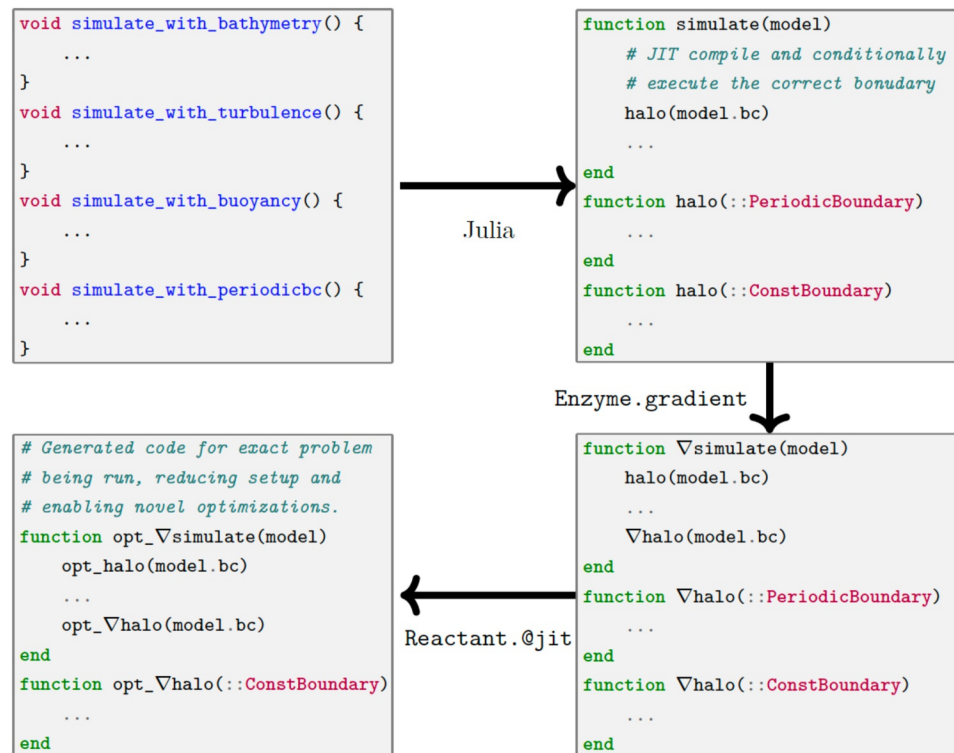 void simulate_with_bathymetry() {
...
}
void simulate_with_turbulence() {
...
}
void simulate_with_buoyancy() {
...
}
void simulate_with_periodicbc() {
...
}
Julia
function simulate(model)
# JIT compile and conditionally
# execute the correct bonudary
halo(model.bc)
...
end
function halo(::PeriodicBoundary)
...
end
function halo(::ConstBoundary)
...
end
Enzyme.gradient
function ∇simulate(model)
halo(model.bc)
...
∇halo(model.bc)
end
function ∇halo(::PeriodicBoundary)
...
end
function ∇halo(::ConstBoundary)
...
end
Reactant.@jit
# Generated code for exact problem
# being run, reducing setup and
# enabling novel optimizations.
function opt_∇simulate(model)
opt_halo(model.bc)
...
opt_∇halo(model.bc)
end
function opt_∇halo(::ConstBoundary)
...
end